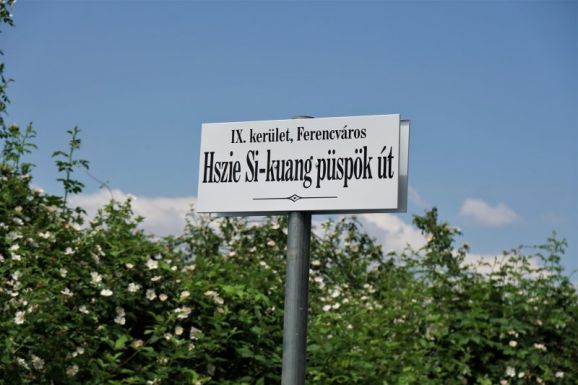 IX. kerület, Ferencváros
Hszie Si-kuang püspök út